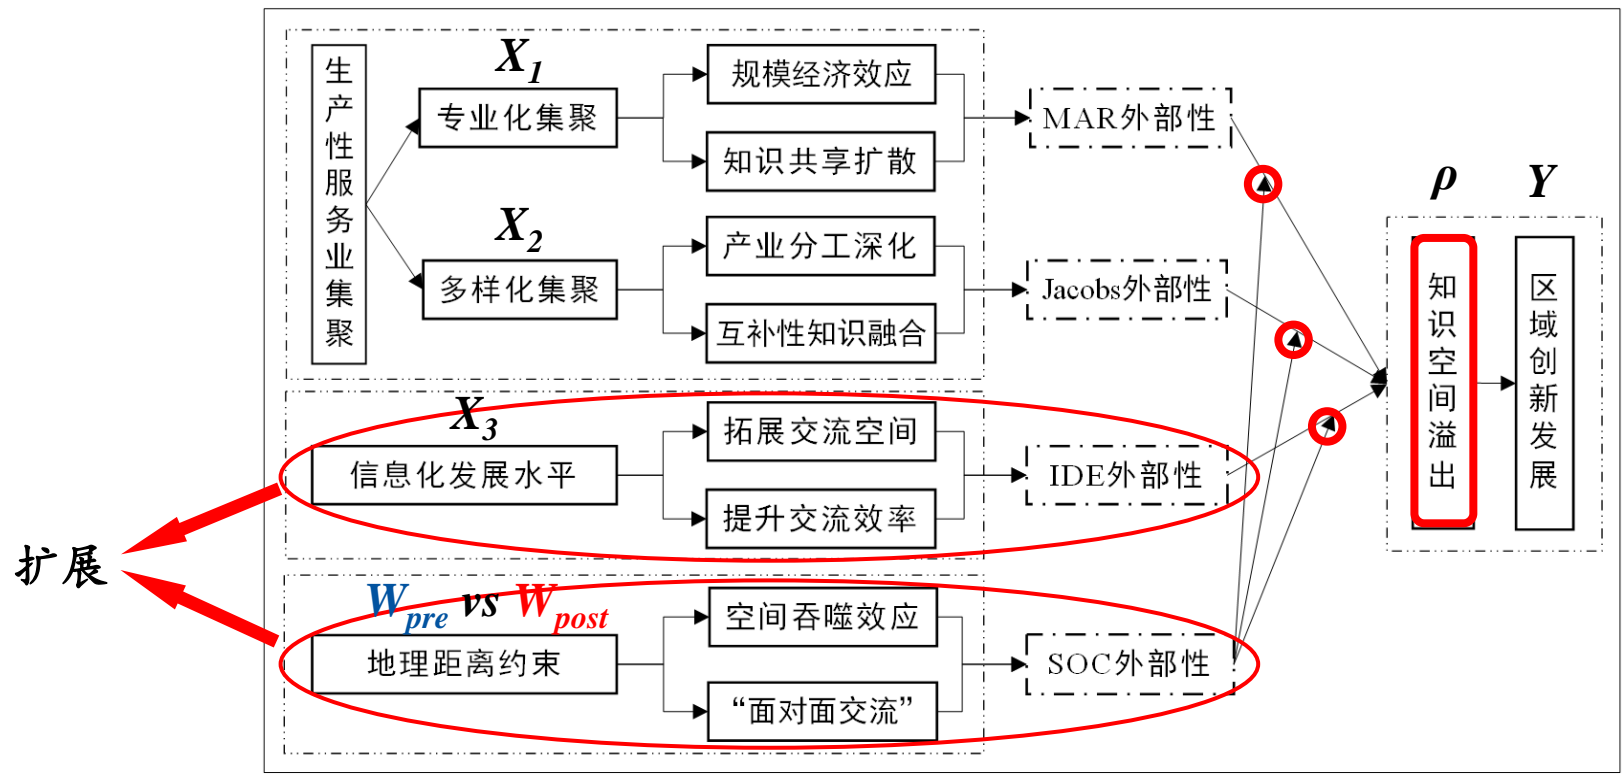 生产性服务业集聚
X1
专业化集聚
规模经济效应
知识共享扩散
MAR外部性
X2
多样化集聚
产业分工深化
互补性知识融合
Jacobs外部性
X3
信息化发展水平
拓展交流空间
提升交流效率
IDE外部性
扩展
Wpre vs Wpost
地理距离约束
空间吞噬效应
“面对面交流”
SOC外部性
ρ
知识空间溢出
Y
区域创新发展